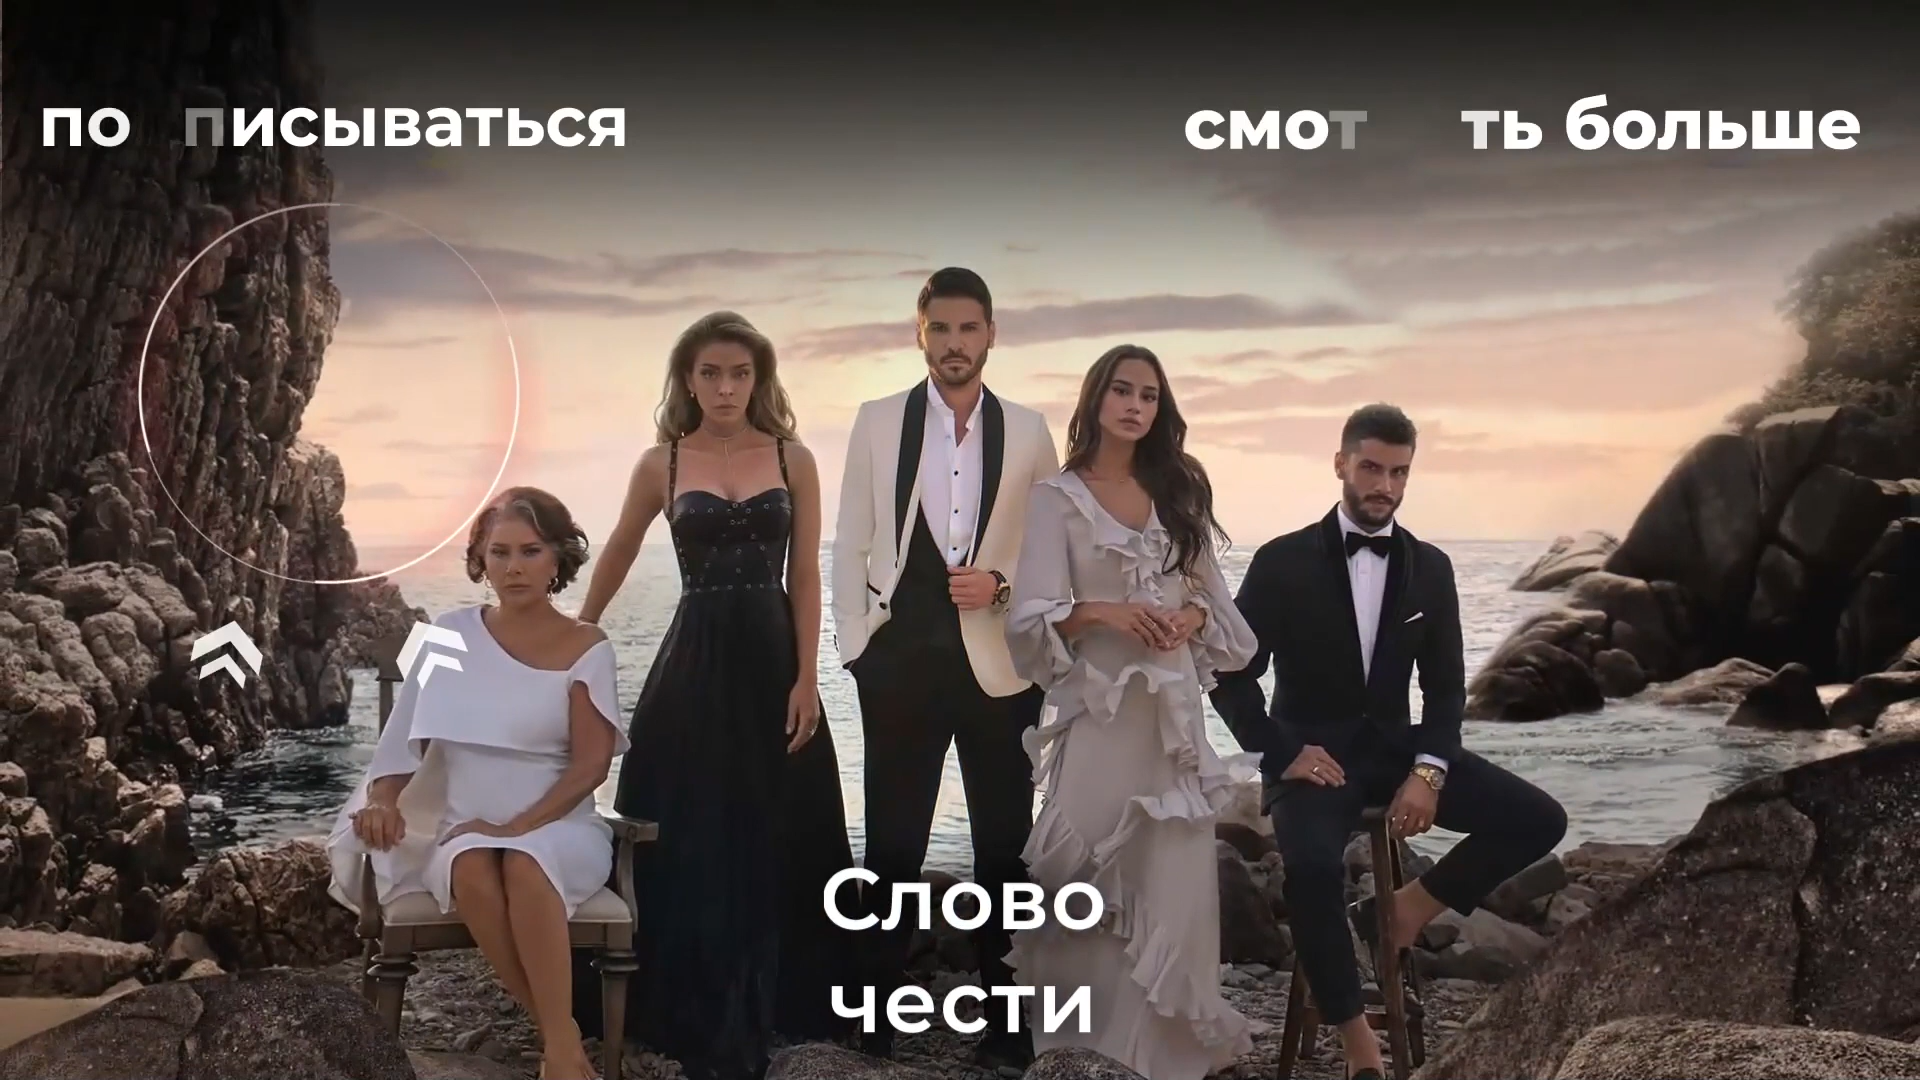 по писываться
смот ть больше
Слово
чести